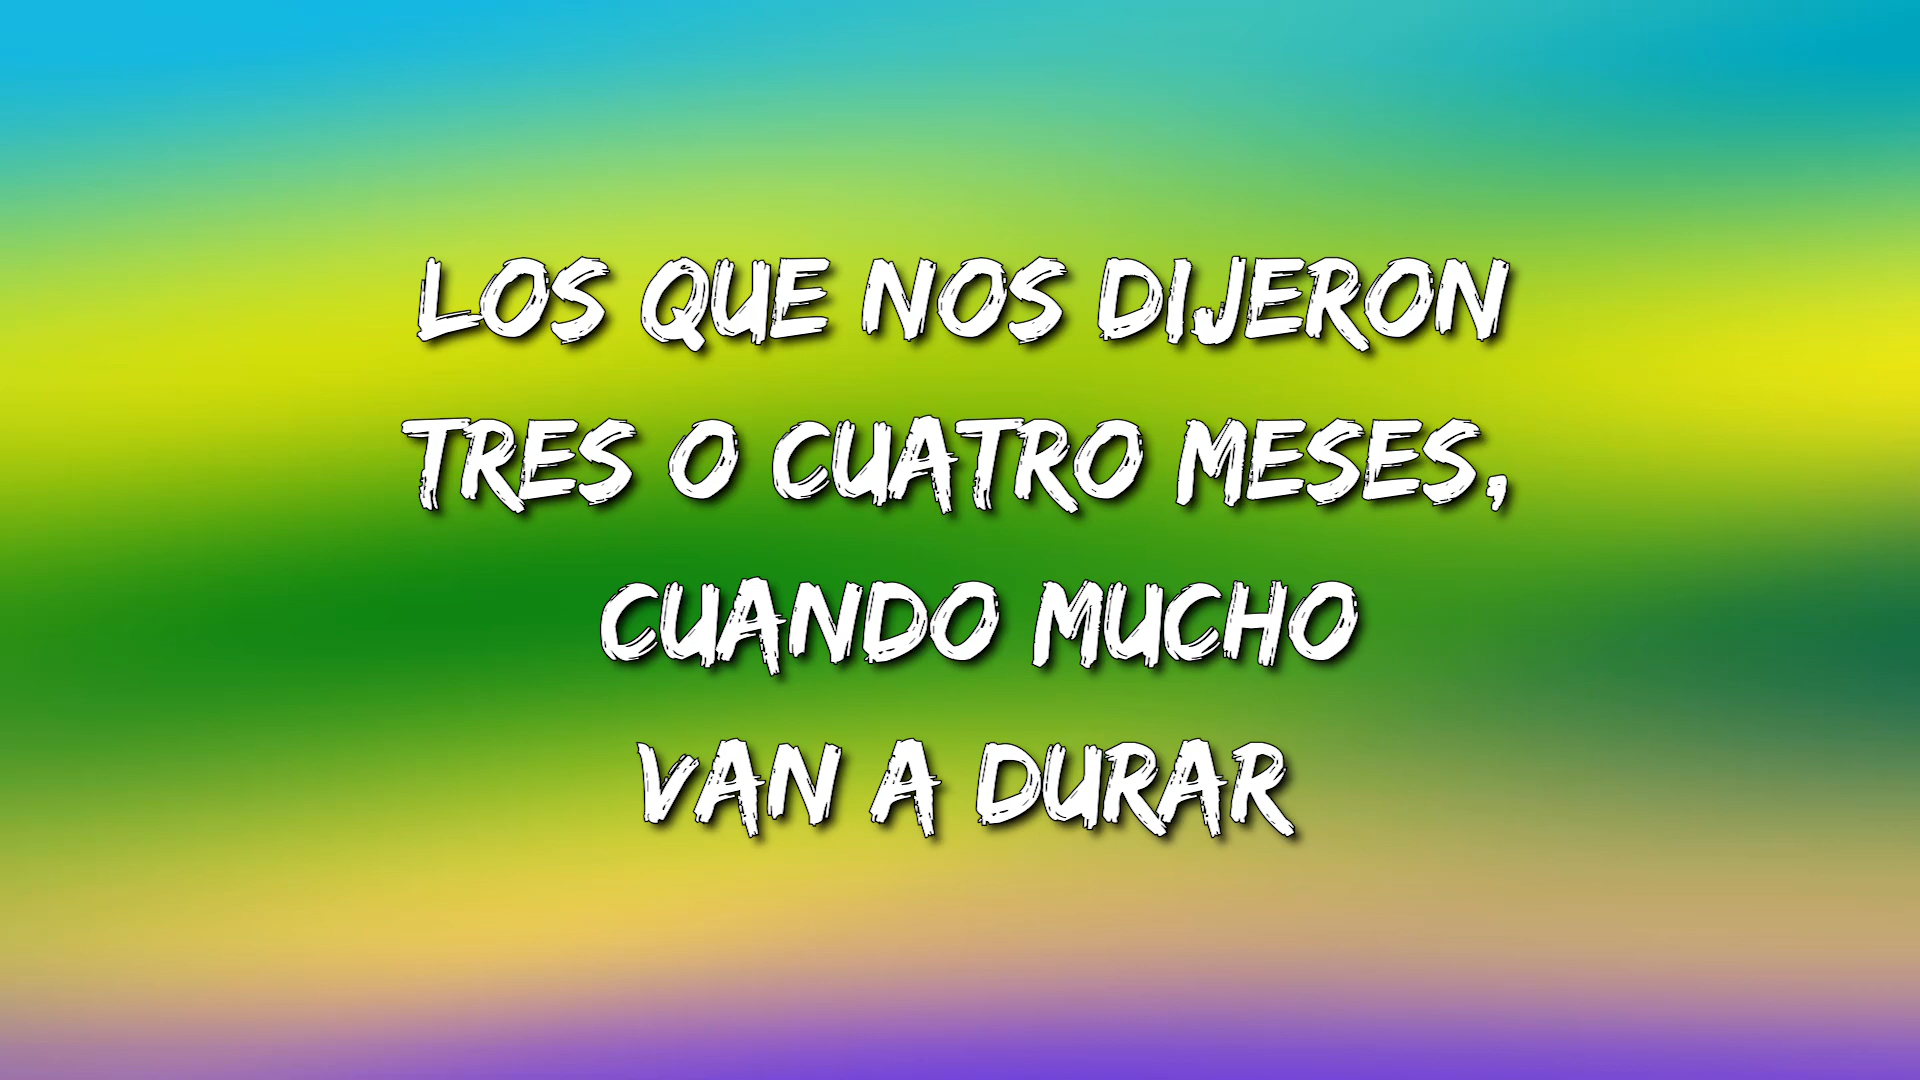 LOS QUE NOS DIJERON
TRES O CUATRO MESES,
CUANDO MUCHO
VAN A DURAR